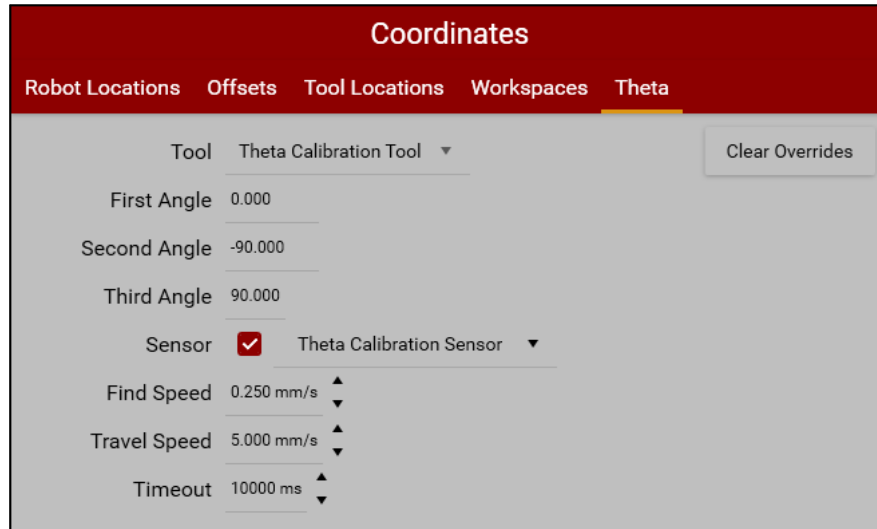 Coordinates
Robot Locations Offsets Tool Locations Workspaces Theta
Tool Theta Calibration Tool Clear Overrides
First Angle 0.000
Second Angle -90.000
Third Angle 90.000
Sensor Theta Calibration Sensor
Find Speed 0.250 mm/s
Travel Speed 5.000 mm/s
Timeout 10000 ms